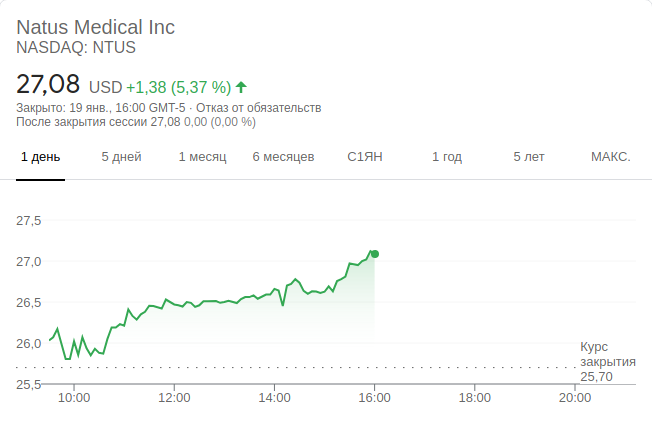 Natus Medical Inc
NASDAQ: NTUS
27,08 USD +1,38 (5,37 %)
Закрыто: 19 янв., 16:00 GMT-5 · Отказ от обязательств
После закрытия сессии 27,08 0,00 (0,00 %)
1 день 5 дней 1 месяц 6 месяцев С1ЯН 1 год 5 лет МАКС.
27,5
27,0
26,5
26,0
25,5
Курс
закрытия
25,70
10:00 12:00 14:00 16:00 18:00 20:00